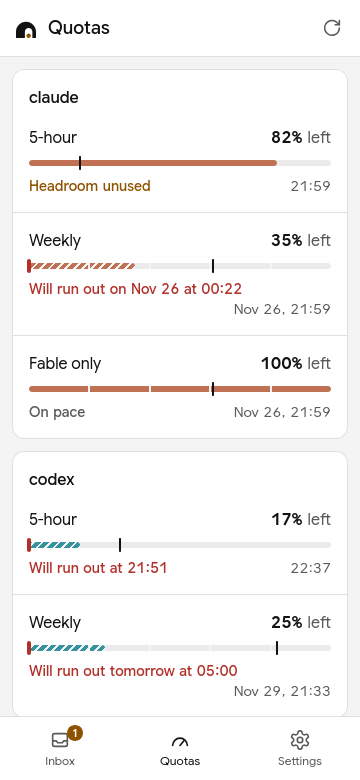 Quotas
claude
5-hour
82% left
Headroom unused
21:59
Weekly
35% left
Will run out on Nov 26 at 00:22
Nov 26, 21:59
Fable only
100% left
On pace
Nov 26, 21:59
codex
5-hour
17% left
Will run out at 21:51
22:37
Weekly
25% left
Will run out tomorrow at 05:00
Nov 29, 21:33
1
Inbox
Quotas
Settings